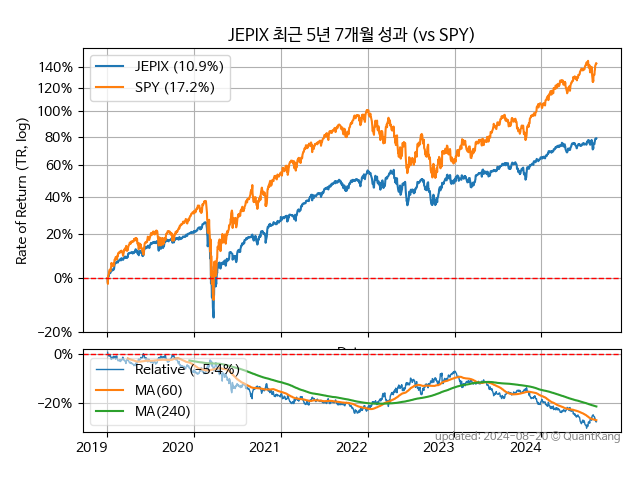 JEPIX 최근 5년 7개월 성과 (vs SPY)
JEPIX (10.9%)
SPY (17.2%)
Rate of Return (TR, log)
140%
120%
100%
80%
60%
40%
20%
0%
−20%
0%
−20%
Relative (−5.4%)
MA(60)
MA(240)
2019
2020
2021
2022
2023
2024
updated: 2024-08-20 © QuantKang